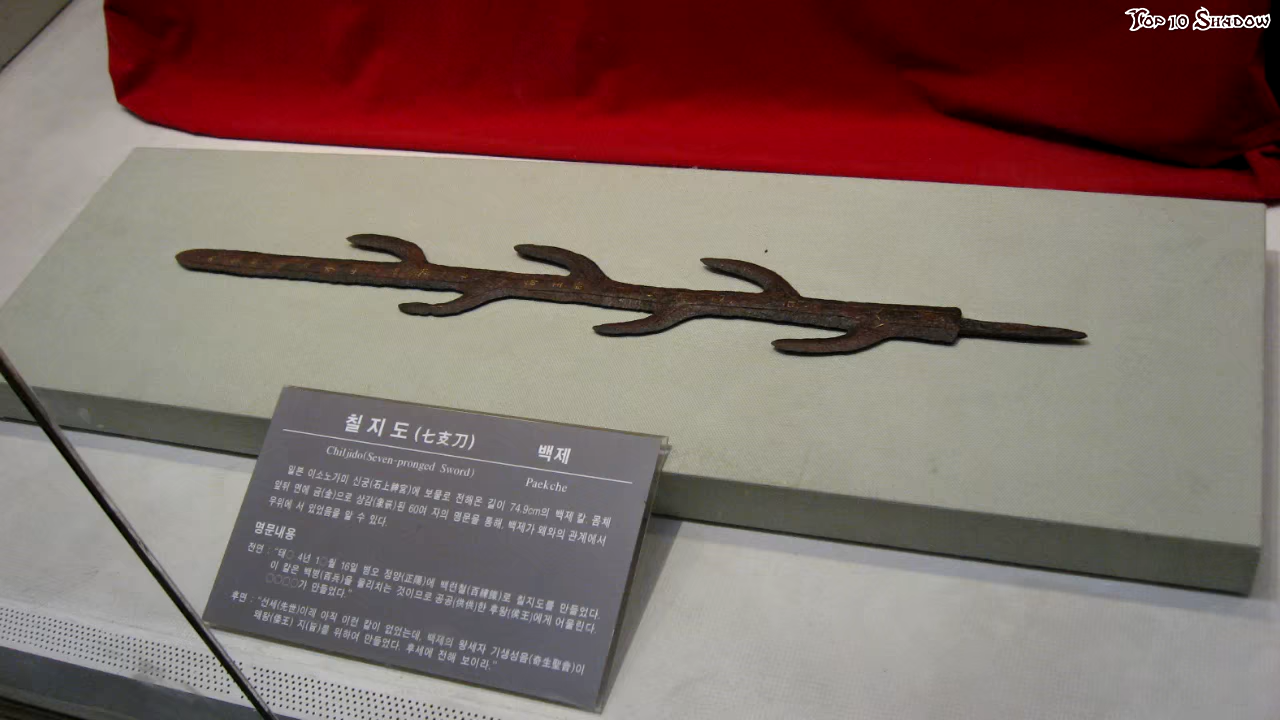 Top 10 Shadow
칠지도(七支刀) 백제
Chiljido(Seven-pronged Sword) Paekche
일본 이소노가미 신궁(石上神宮)에 보물로 전해온 길이 74.9cm의 백제 칼. 몸체
앞뒤 면에 금(金)으로 상감(象嵌)된 60여 자의 명문을 통해, 백제가 왜와의 관계에서
우위에 서 있었음을 알 수 있다.
명문내용
전면 : "태□ 4년 1□월 16일 병오 정양(正陽)에 백련철(百練鐵)로 칠지도를 만들었다.
이 칼은 백병(百兵)을 물리치는 것이므로 공공(供供)한 후왕(侯王)에게 어울린다.
□□□□가 만들었다."
후면 : "선세(先世)이래 아직 이런 칼이 없었는데, 백제의 왕세자 기생성음(奇生聖音)이
왜왕(倭王) 지(旨)를 위하여 만들었다. 후세에 전해 보이라."